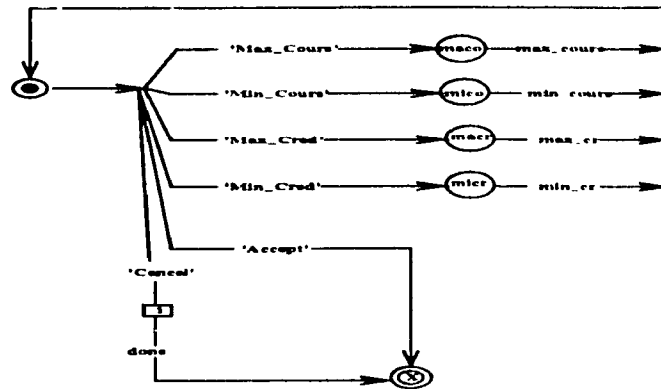 'Max_Cours' maco max_cours
'Min_Cours' mico min_cours
'Max_Cred' macr max_cr
'Min_Cred' micr min_cr
'Accept'
'Cancel'
1
done
X